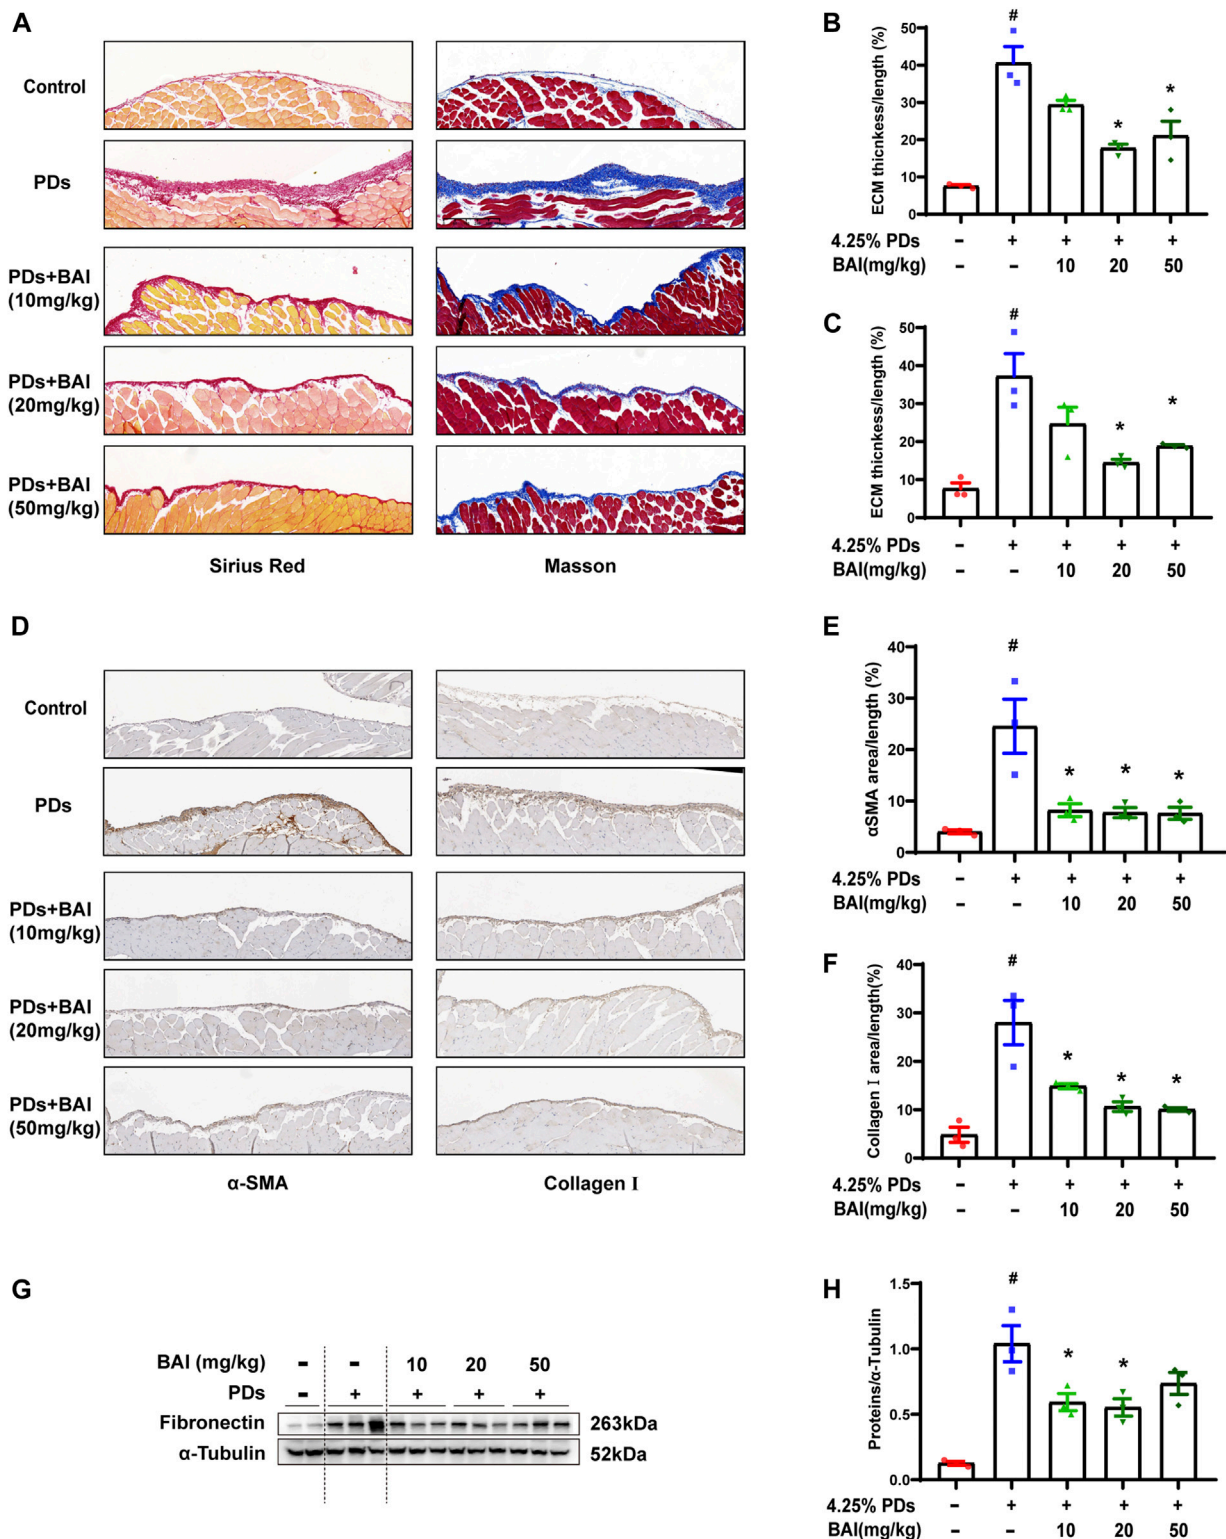 A
Control
PDs
PDs+BAI
(10mg/kg)
PDs+BAI
(20mg/kg)
PDs+BAI
(50mg/kg)
Sirius Red
Masson
B
ECM thicnkess/length (%)
50
40
30
20
10
0
#
*
*
4.25% PDs
－ + + + +
BAI(mg/kg)
－ － 10 20 50
C
ECM thicnkess/length (%)
50
40
30
20
10
0
#
*
*
4.25% PDs
－ + + + +
BAI(mg/kg)
－ － 10 20 50
D
Control
PDs
PDs+BAI
(10mg/kg)
PDs+BAI
(20mg/kg)
PDs+BAI
(50mg/kg)
α-SMA
Collagen I
E
αSMA area/length (%)
40
30
20
10
0
#
* * *
4.25% PDs
－ + + + +
BAI(mg/kg)
－ － 10 20 50
F
Collagen I area/length(%)
40
30
20
10
0
#
* * *
4.25% PDs
－ + + + +
BAI(mg/kg)
－ － 10 20 50
G
BAI (mg/kg) - - 10 20 50
PDs - + + + +
Fibronectin 263kDa
α-Tubulin 52kDa
H
Proteins/α-Tubulin
1.5
1.0
0.5
0.0
#
* *
4.25% PDs
－ + + + +
BAI(mg/kg)
－ － 10 20 50